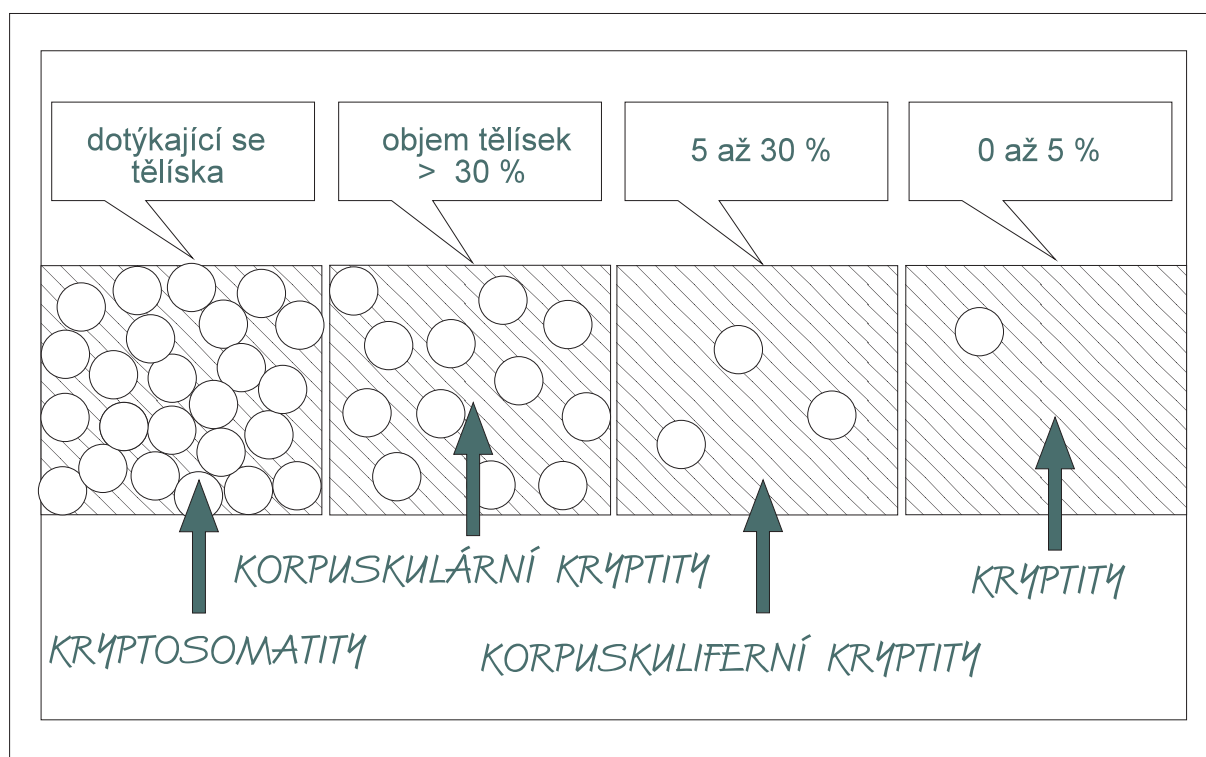 dotýkající se
tělíska
objem tělísek
> 30 %
5 až 30 %
0 až 5 %
KORPUSKULÁRNÍ KRYPTITY
KRYPTITY
KRYPTOSOMATITY
KORPUSKULIFERNÍ KRYPTITY